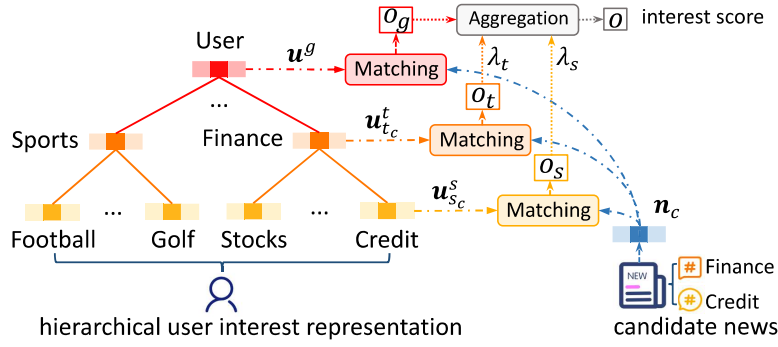 o_g
Aggregation
o
interest score
User
u^g
Matching
λ_t
λ_s
...
o_t
Sports
Finance
u^t_{t_c}
Matching
o_s
...
...
u^s_{s_c}
Matching
n_c
Football
Golf
Stocks
Credit
NEW
# Finance
# Credit
hierarchical user interest representation
candidate news